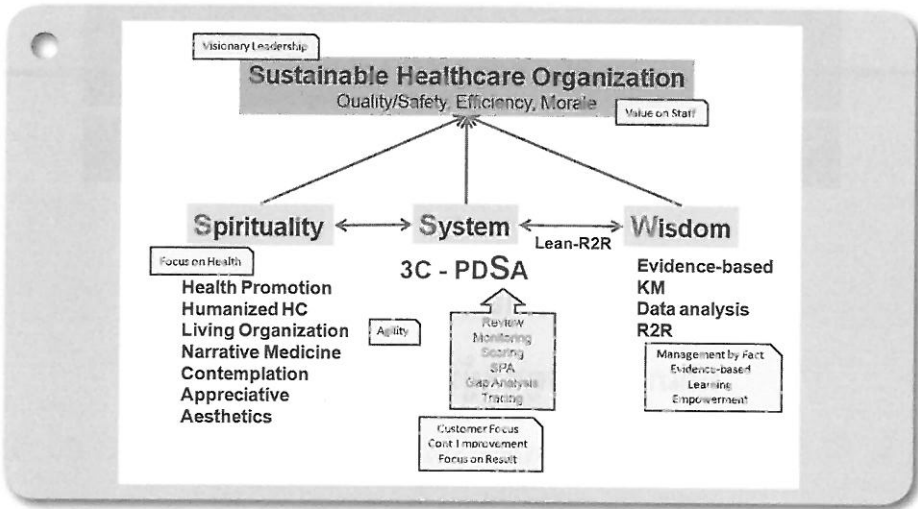 Visionary Leadership
Sustainable Healthcare Organization
Quality/Safety, Efficiency, Morale
Value on Staff
Spirituality
System
Wisdom
Lean-R2R
Focus on Health
Health Promotion
Humanized HC
Living Organization
Narrative Medicine
Contemplation
Appreciative
Aesthetics
Agility
3C - PDSA
Review
Monitoring
Scoring
SPA
Gap Analysis
Tracing
Customer Focus
Cont Improvement
Focus on Result
Evidence-based
KM
Data analysis
R2R
Management by Fact
Evidence-based
Learning
Empowerment